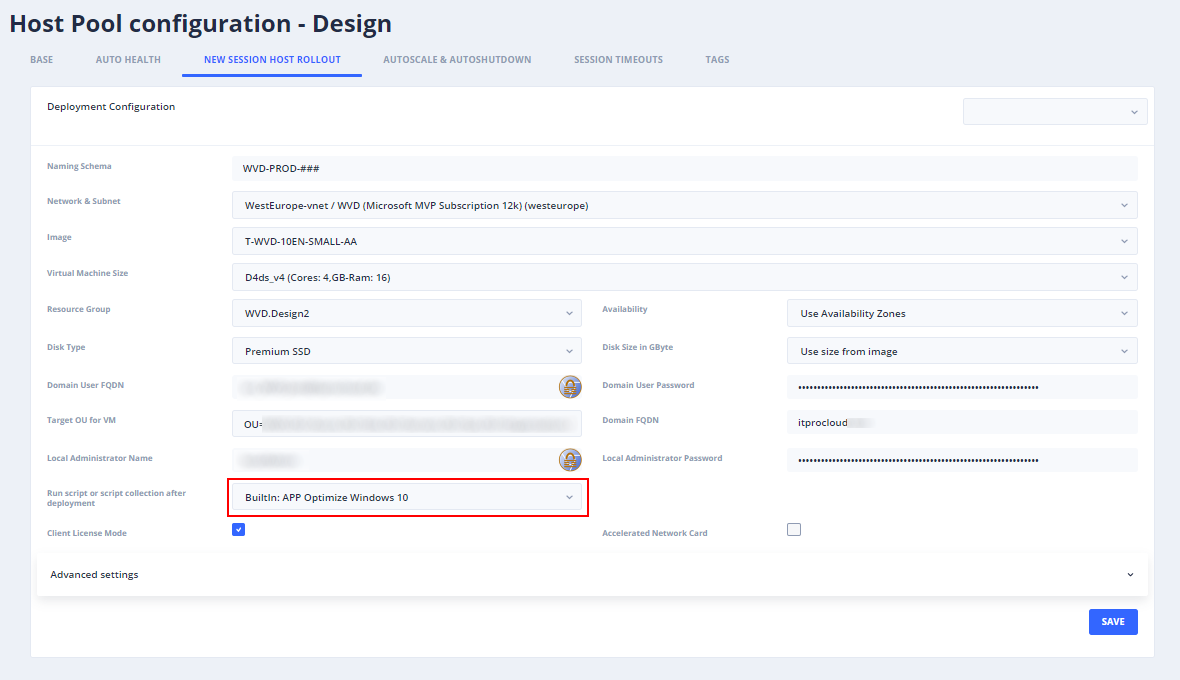 Host Pool configuration - Design
BASE AUTO HEALTH NEW SESSION HOST ROLLOUT AUTOSCALE & AUTOSHUTDOWN SESSION TIMEOUTS TAGS
Deployment Configuration
Naming Schema WVD-PROD-###
Network & Subnet WestEurope-vnet / WVD (Microsoft MVP Subscription 12k) (westeurope)
Image T-WVD-10EN-SMALL-AA
Virtual Machine Size D4ds_v4 (Cores: 4,GB-Ram: 16)
Resource Group WVD.Design2 Availability Use Availability Zones
Disk Type Premium SSD Disk Size in GByte Use size from image
Domain User FQDN Domain User Password
Target OU for VM OU= Domain FQDN itprocloud
Local Administrator Name Local Administrator Password
Run script or script collection after
deployment
BuiltIn: APP Optimize Windows 10
Client License Mode Accelerated Network Card
Advanced settings
SAVE